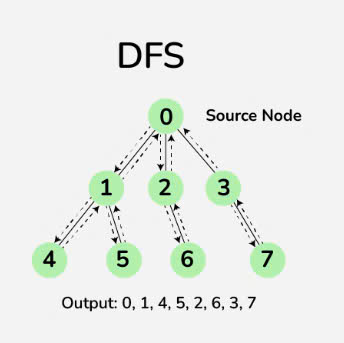 DFS
0 Source Node
1 2 3
4 5 6 7
Output: 0, 1, 4, 5, 2, 6, 3, 7